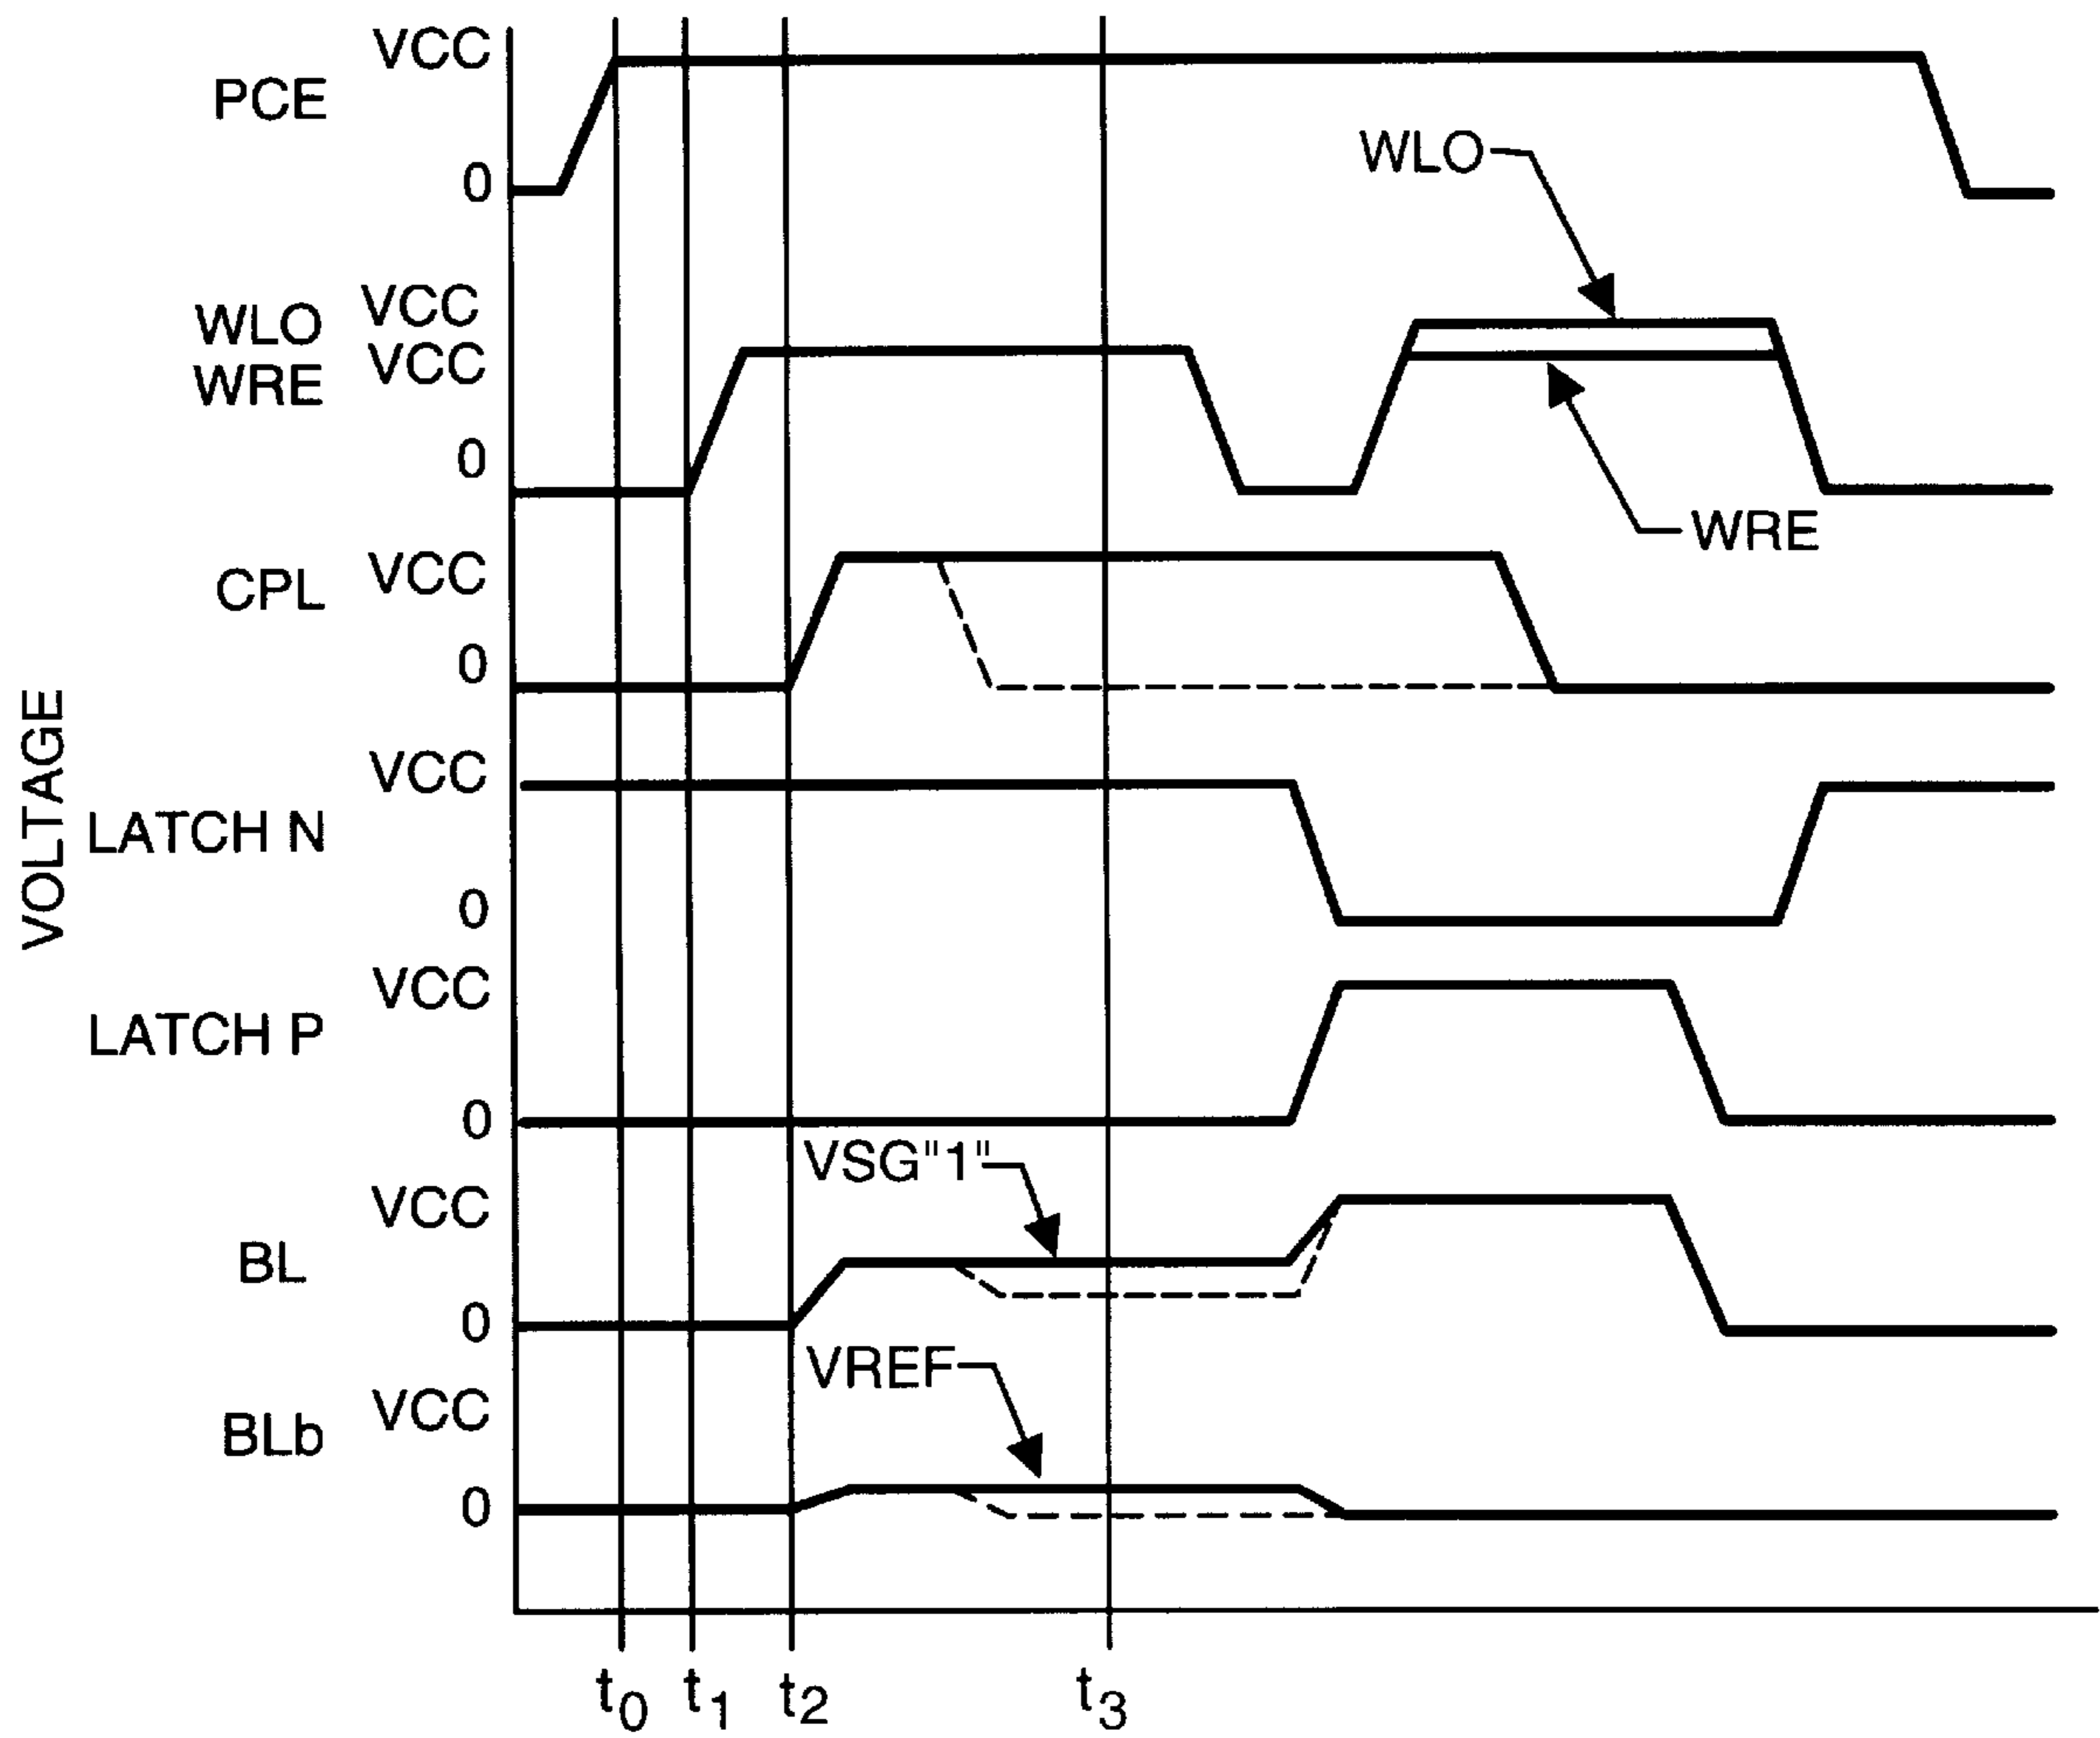 VCC
PCE
0
WLO
WLO VCC
WRE VCC
0
WRE
CPL VCC
0
VOLTAGE
VCC
LATCH N
0
VCC
LATCH P
0
VSG"1"
VCC
BL
0
VREF
VCC
BLb
0
t0 t1 t2 t3